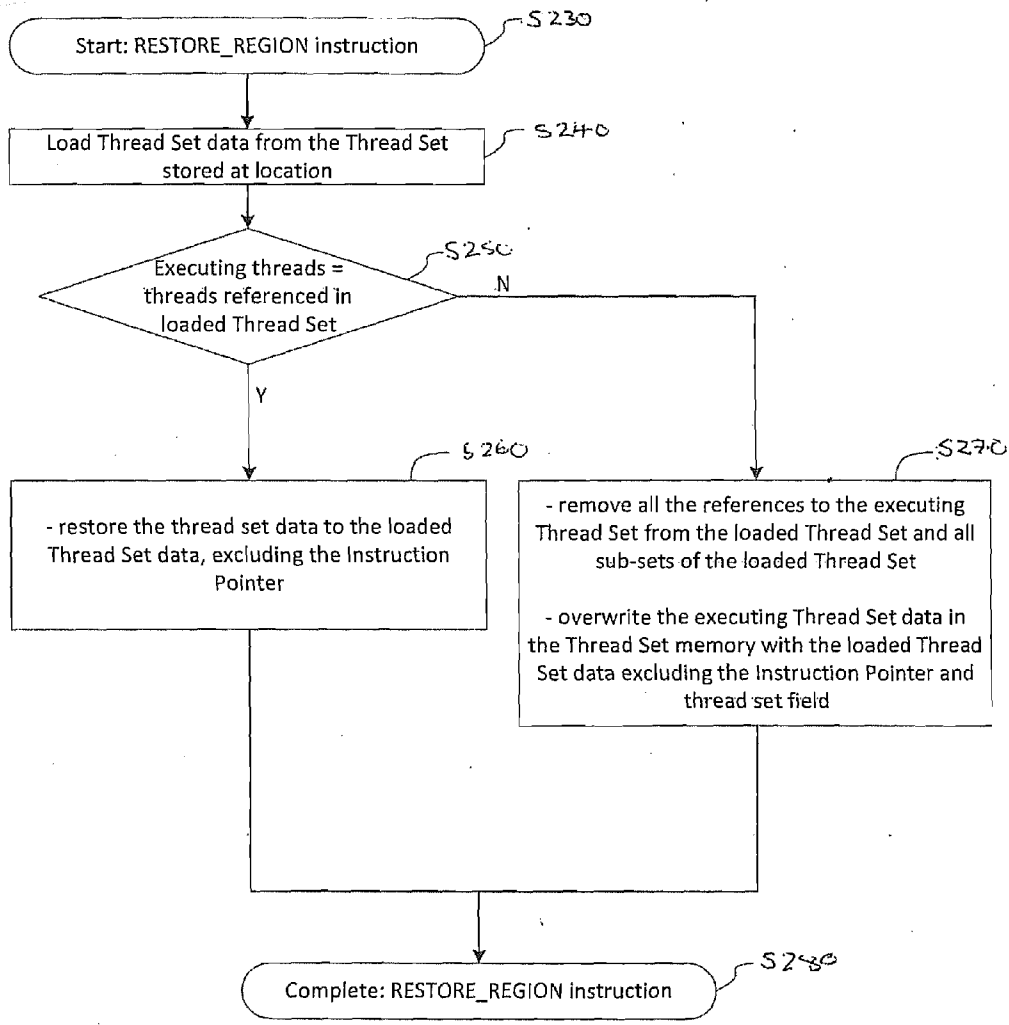 Start: RESTORE_REGION instruction
S230
Load Thread Set data from the Thread Set
stored at location
S240
Executing threads =
threads referenced in
loaded Thread Set
S250
N
Y
S260
- restore the thread set data to the loaded
Thread Set data, excluding the Instruction
Pointer
S270
- remove all the references to the executing
Thread Set from the loaded Thread Set and all
sub-sets of the loaded Thread Set
- overwrite the executing Thread Set data in
the Thread Set memory with the loaded Thread
Set data excluding the Instruction Pointer and
thread set field
Complete: RESTORE_REGION instruction
S280